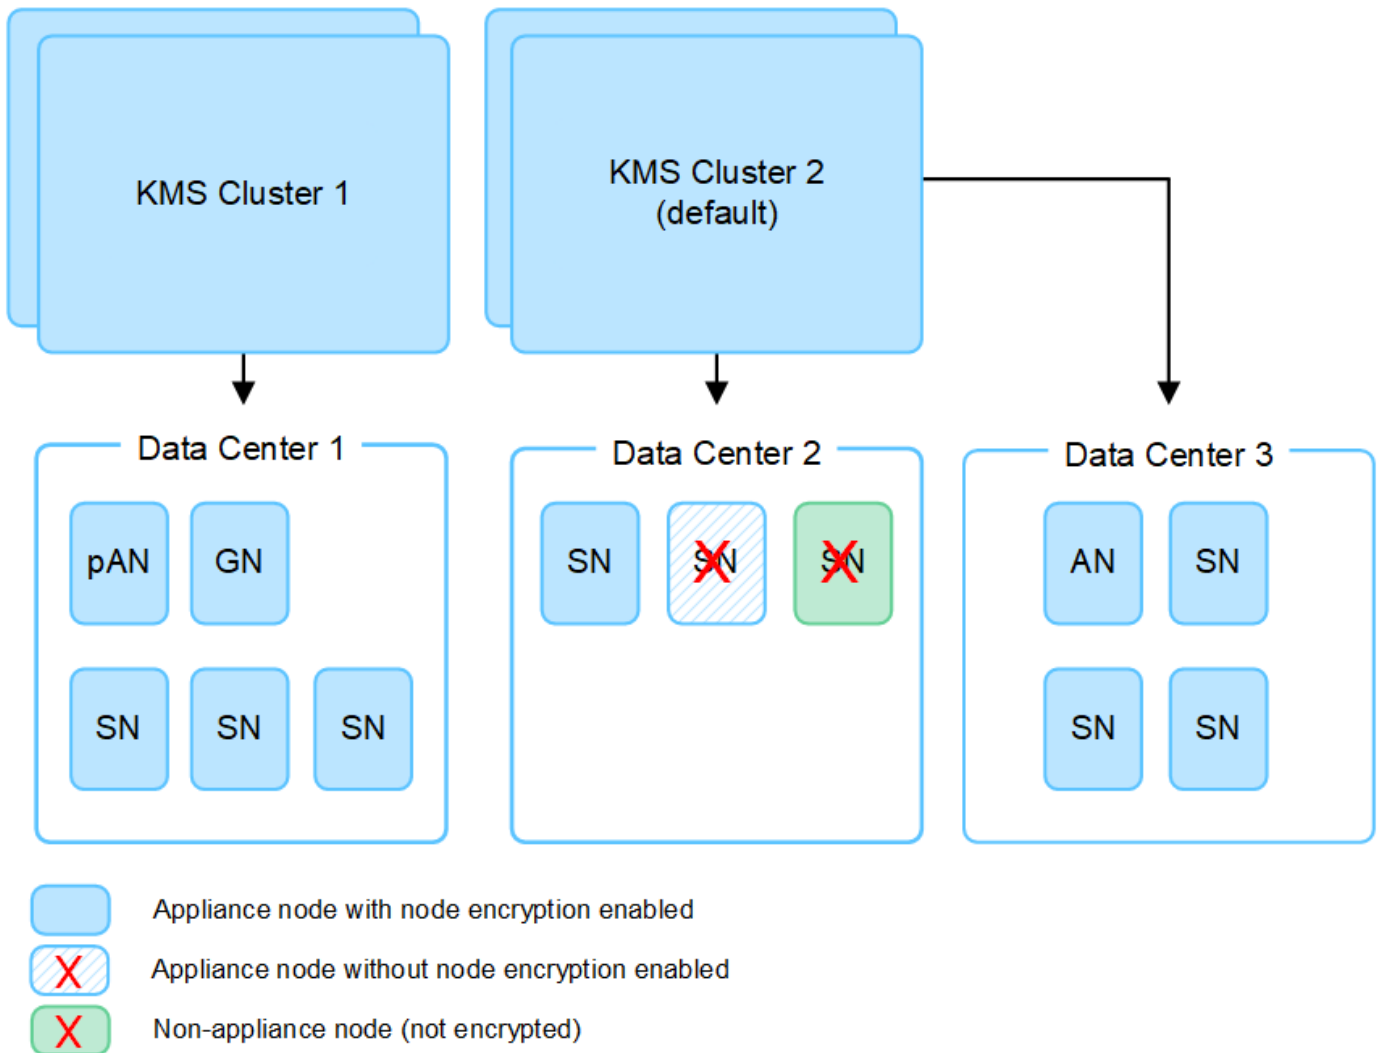 KMS Cluster 1
KMS Cluster 2
(default)
Data Center 1
pAN
GN
SN
SN
SN
Data Center 2
SN
SN
SN
Data Center 3
AN
SN
SN
SN
Appliance node with node encryption enabled
X
Appliance node without node encryption enabled
X
Non-appliance node (not encrypted)